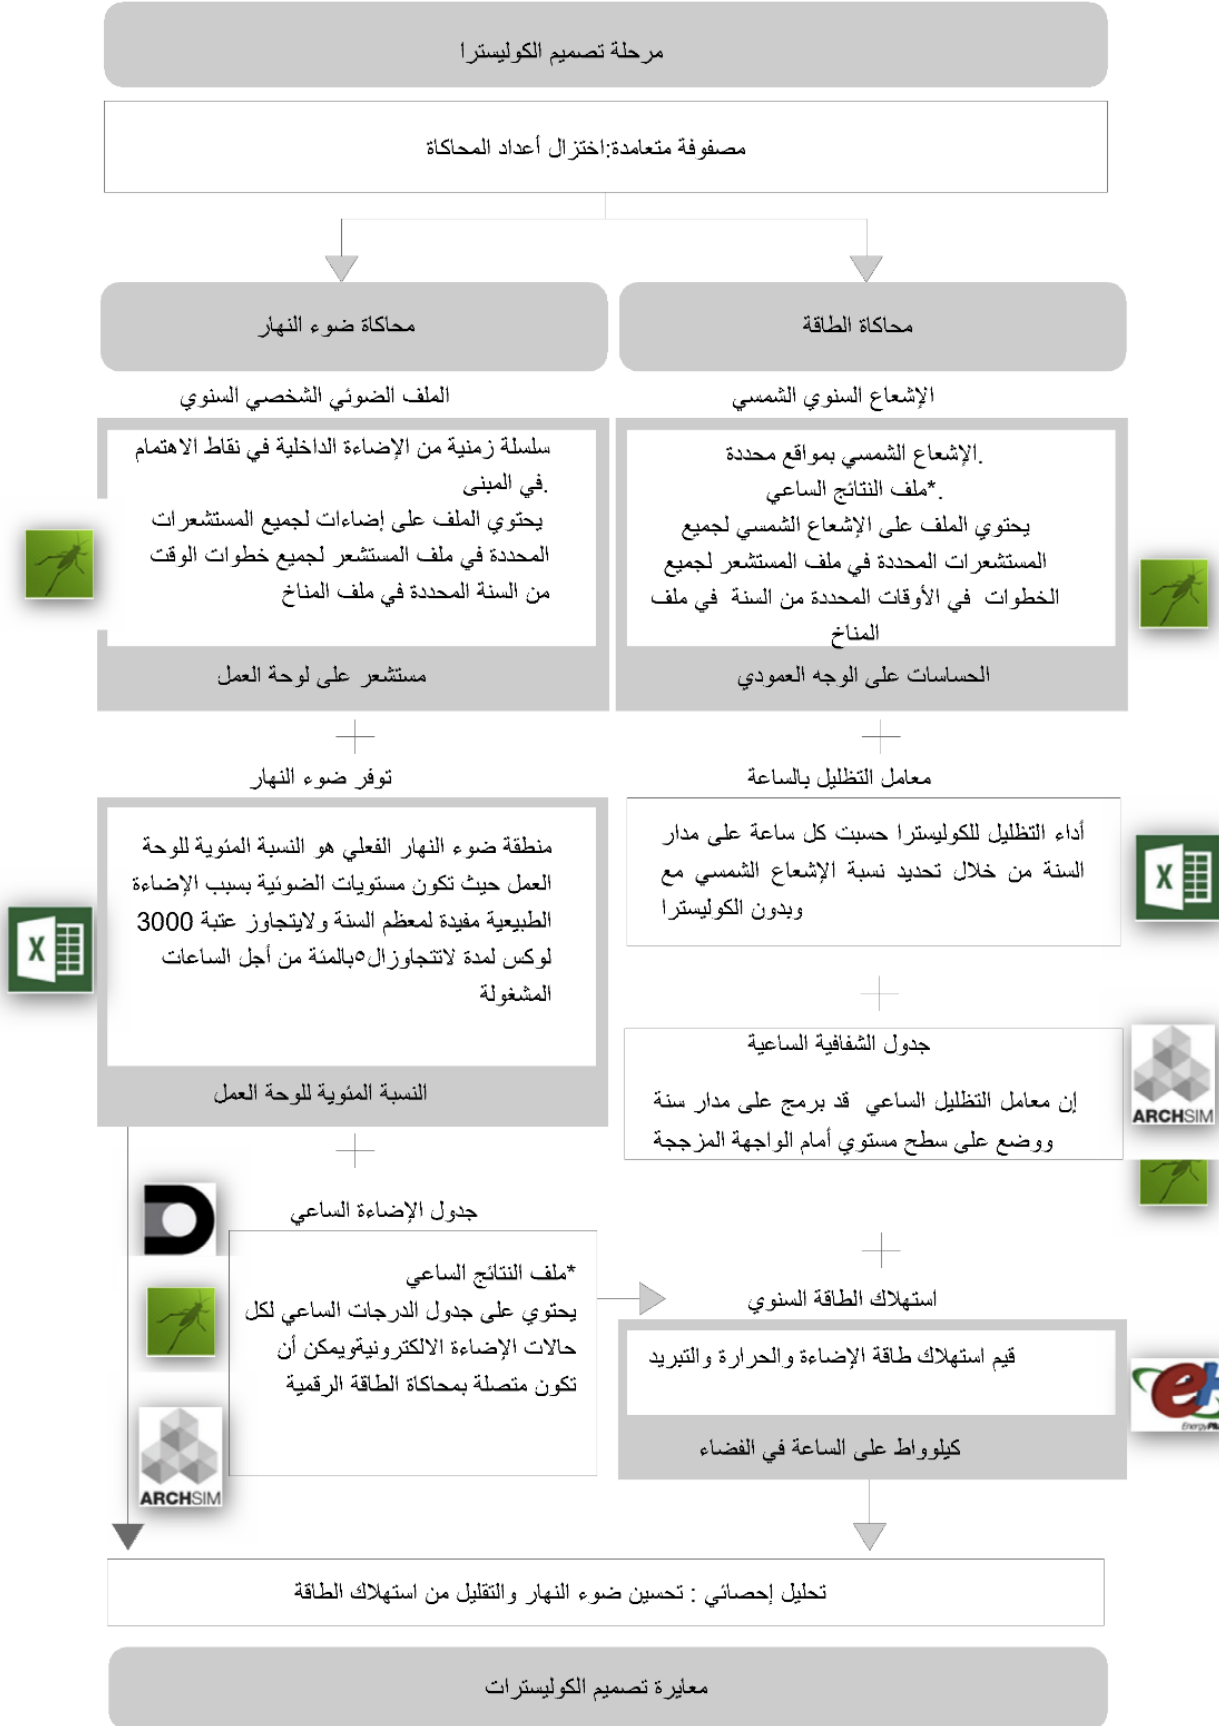 مرحلة تصميم الكوليسترا
مصفوفة متعامدة:اختزال أعداد المحاكاة
محاكاة الطاقة
الإشعاع السنوي الشمسي
.الإشعاع الشمسي بمواقع محددة
.*ملف النتائج الساعي
يحتوي الملف على الإشعاع الشمسي لجميع
المستشعرات المحددة في ملف المستشعر لجميع
الخطوات في الأوقات المحددة من السنة في ملف
المناخ
الحساسات على الوجه العمودي
معامل التظليل بالساعة
أداء التظليل للكوليسترا حسبت كل ساعة على مدار
السنة من خلال تحديد نسبة الإشعاع الشمسي مع
وبدون الكوليسترا
X
جدول الشفافية الساعية
إن معامل التظليل الساعي قد برمج على مدار سنة
ووضع على سطح مستوي أمام الواجهة المزججة
ARCHSIM
استهلاك الطاقة السنوي
قيم استهلاك طاقة الإضاءة والحرارة والتبريد
كيلوواط على الساعة في الفضاء
محاكاة ضوء النهار
الملف الضوئي الشخصي السنوي
سلسلة زمنية من الإضاءة الداخلية في نقاط الاهتمام
.في المبنى
يحتوي الملف على إضاءات لجميع المستشعرات
المحددة في ملف المستشعر لجميع خطوات الوقت
من السنة المحددة في ملف المناخ
مستشعر على لوحة العمل
توفر ضوء النهار
منطقة ضوء النهار الفعلي هو النسبة المئوية للوحة
العمل حيث تكون مستويات الضوئية بسبب الإضاءة
الطبيعية مفيدة لمعظم السنة ولايتجاوز عتبة 3000
لوكس لمدة لاتتجاوزال٥بالمئة من أجل الساعات
المشغولة
X
النسبة المئوية للوحة العمل
جدول الإضاءة الساعي
*ملف النتائج الساعي
يحتوي على جدول الدرجات الساعي لكل
حالات الإضاءة الالكترونيةويمكن أن
تكون متصلة بمحاكاة الطاقة الرقمية
ARCHSIM
تحليل إحصائي : تحسين ضوء النهار والتقليل من استهلاك الطاقة
معايرة تصميم الكوليسترات